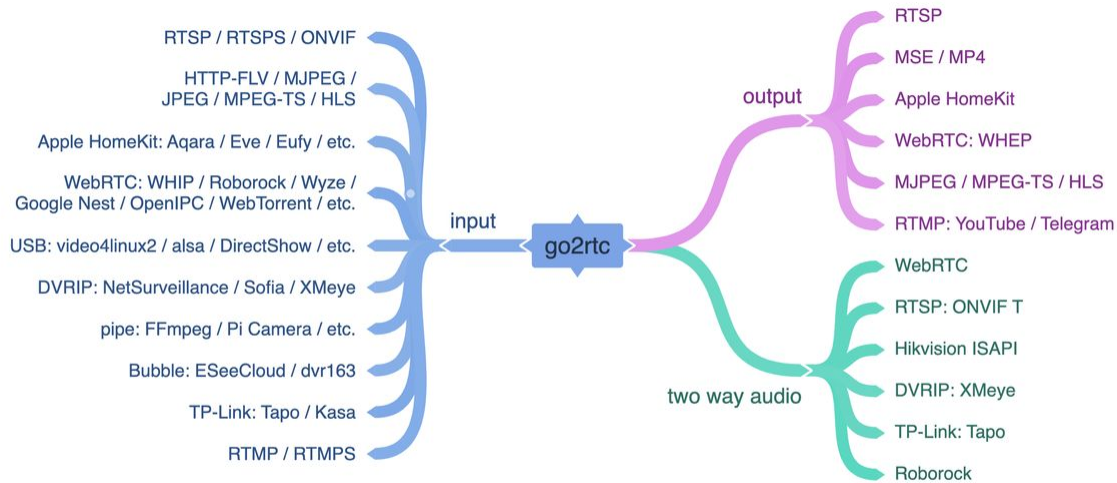 RTSP / RTSPS / ONVIF
HTTP-FLV / MJPEG /
JPEG / MPEG-TS / HLS
Apple HomeKit: Aqara / Eve / Eufy / etc.
WebRTC: WHIP / Roborock / Wyze /
Google Nest / OpenIPC / WebTorrent / etc.
USB: video4linux2 / alsa / DirectShow / etc.
DVRIP: NetSurveillance / Sofia / XMeye
pipe: FFmpeg / Pi Camera / etc.
Bubble: ESeeCloud / dvr163
TP-Link: Tapo / Kasa
RTMP / RTMPS
input
go2rtc
output
RTSP
MSE / MP4
Apple HomeKit
WebRTC: WHEP
MJPEG / MPEG-TS / HLS
RTMP: YouTube / Telegram
two way audio
WebRTC
RTSP: ONVIF T
Hikvision ISAPI
DVRIP: XMeye
TP-Link: Tapo
Roborock